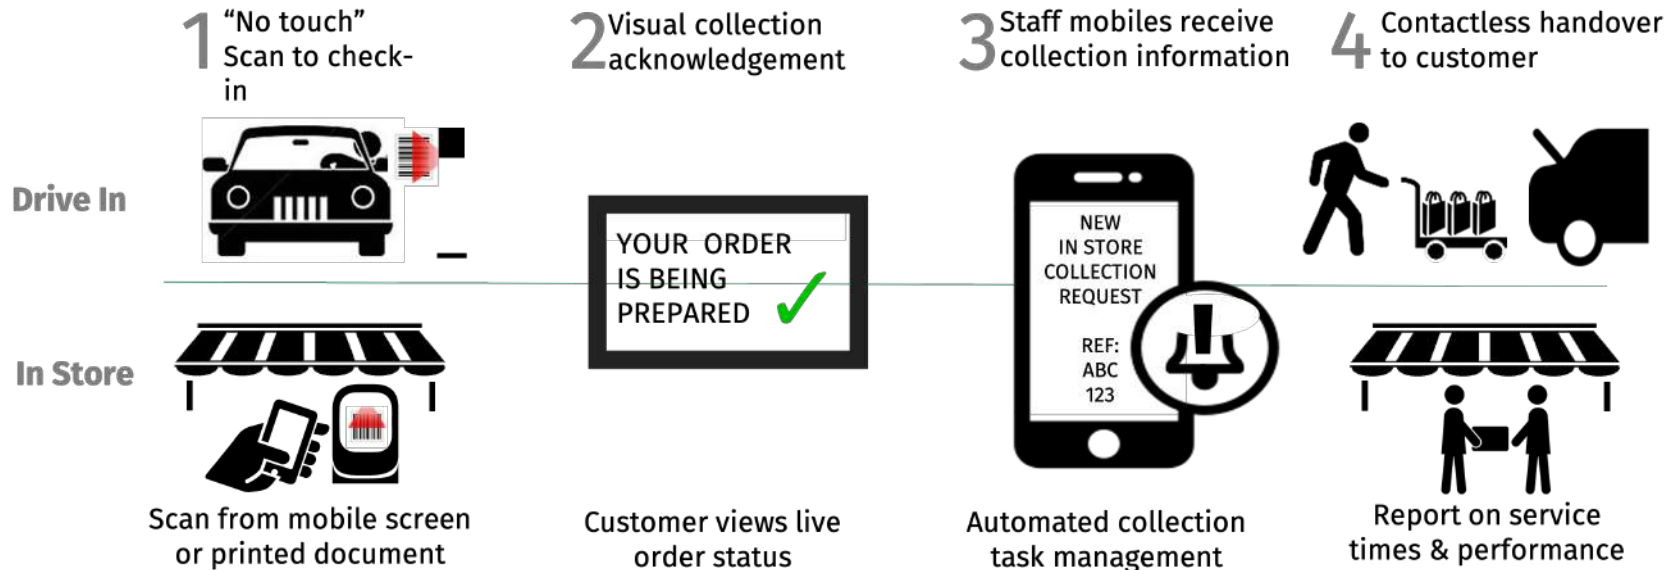 1 “No touch”
Scan to check-
in
2 Visual collection
acknowledgement
3 Staff mobiles receive
collection information
4 Contactless handover
to customer
Drive In
YOUR ORDER
IS BEING
PREPARED
NEW
IN STORE
COLLECTION
REQUEST
REF:
ABC
123
In Store
Scan from mobile screen
or printed document
Customer views live
order status
Automated collection
task management
Report on service
times & performance